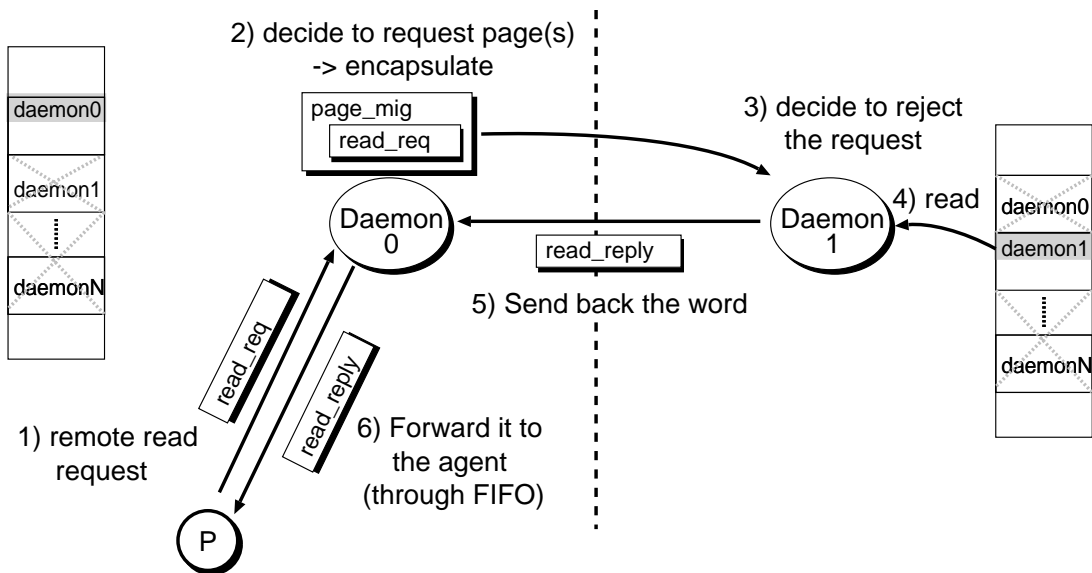 2) decide to request page(s)
-> encapsulate
page_mig
read_req
3) decide to reject
the request
daemon0
daemon1
daemonN
Daemon
0
Daemon
1
4) read
daemon0
daemon1
daemonN
read_reply
5) Send back the word
read_req
read_reply
1) remote read
request
6) Forward it to
the agent
(through FIFO)
P